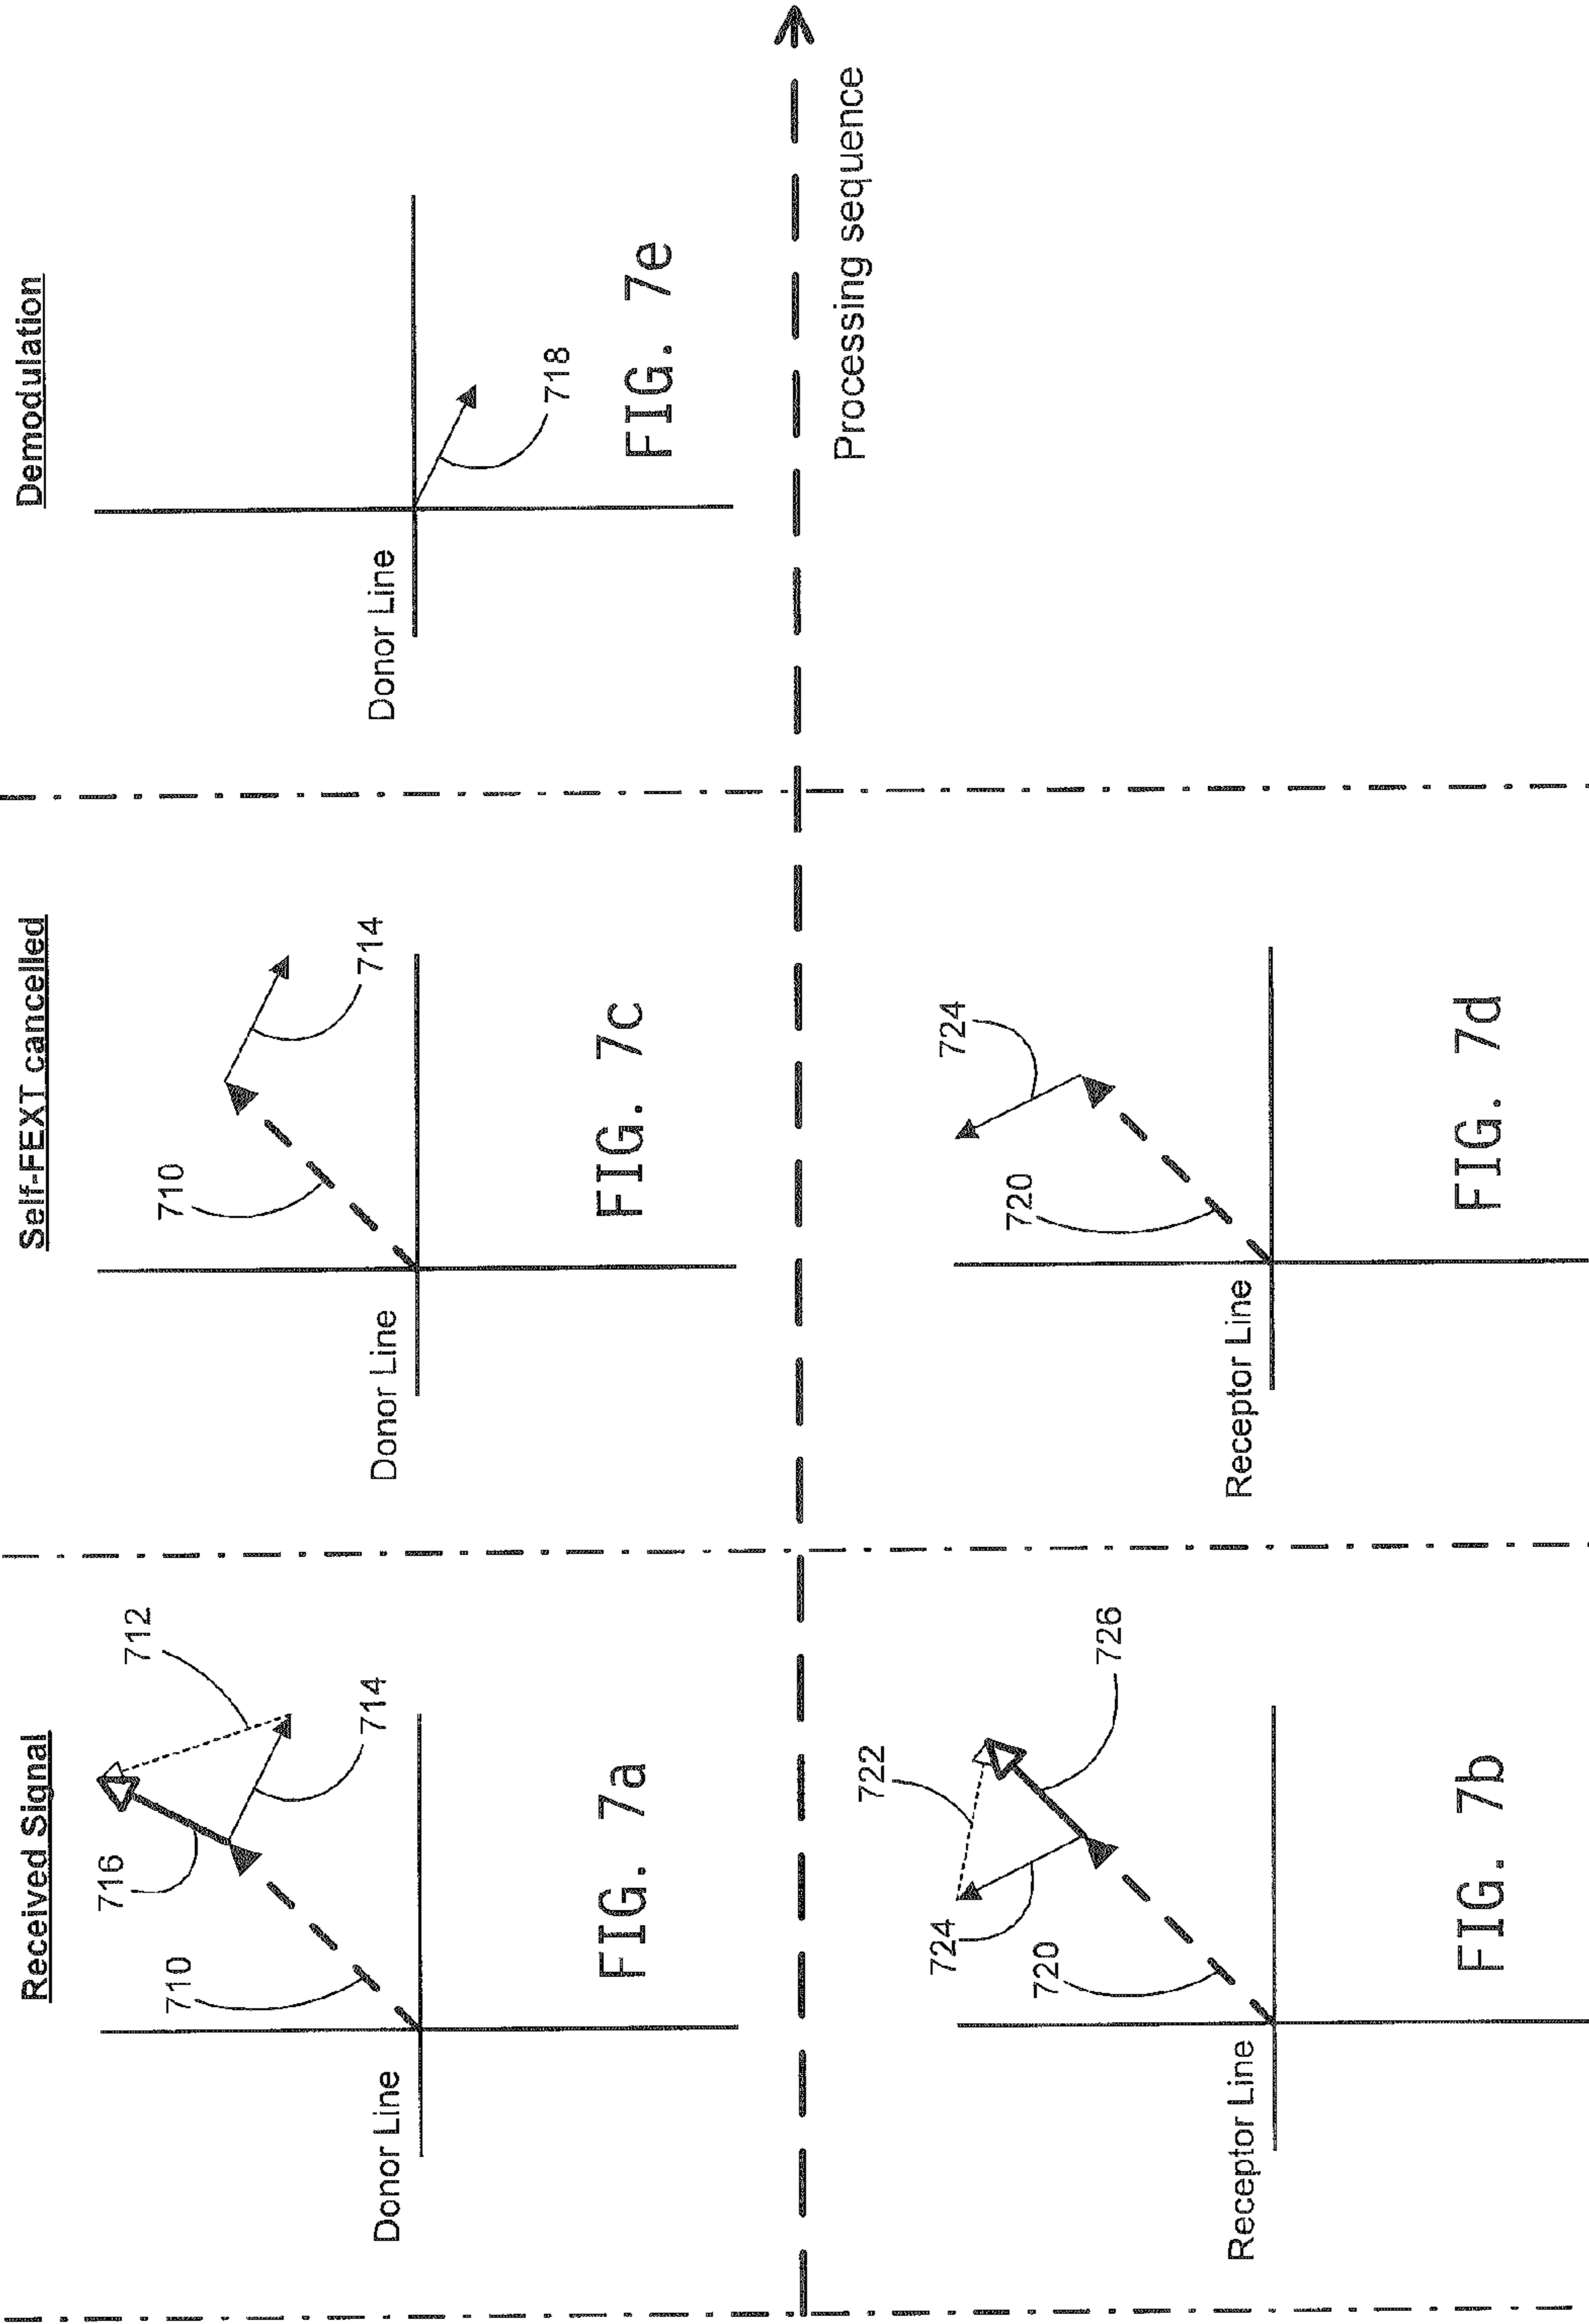 Received Signal
716
712
710
714
Donor Line
FIG. 7a
Self-FEXT cancelled
710
714
Donor Line
FIG. 7c
Demodulation
Donor Line
718
FIG. 7e
Processing sequence
722
724
720
726
Receptor Line
FIG. 7b
724
720
Receptor Line
FIG. 7d